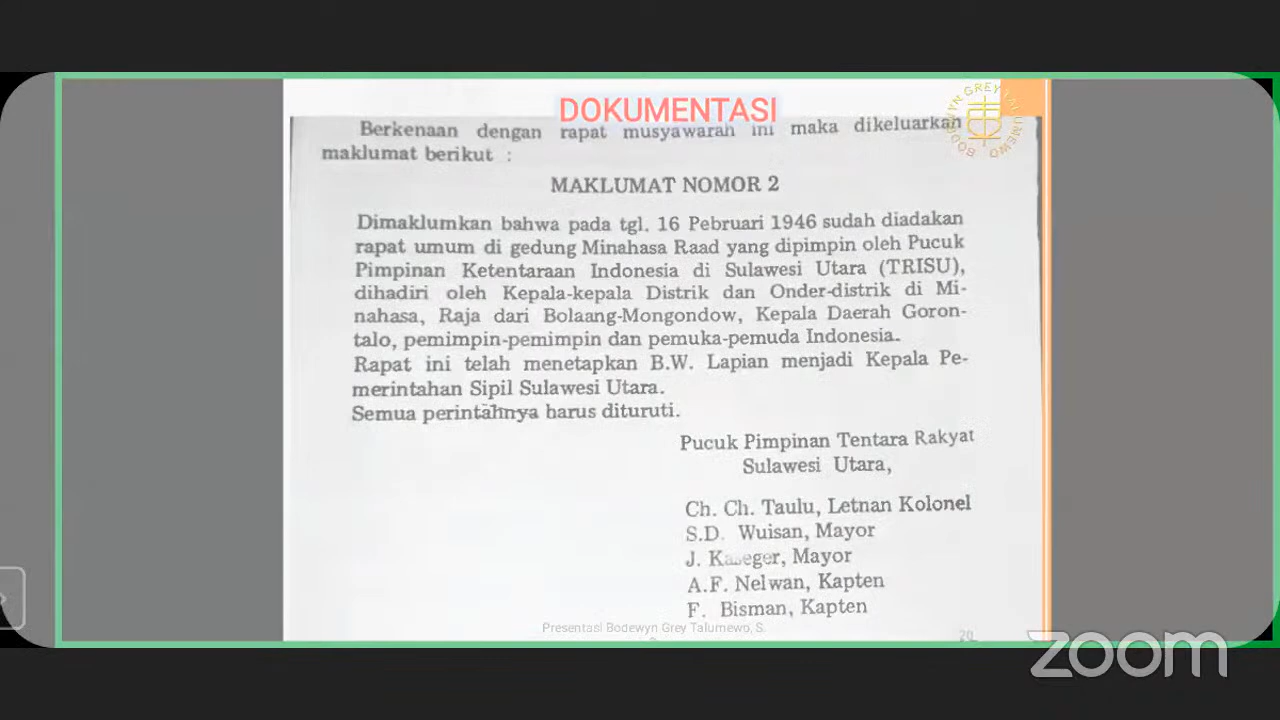 DOKUMENTASI
BODEWYN GREY TALUMEWO
Berkenaan dengan rapat musyawarah ini maka dikeluarkan
maklumat berikut :
MAKLUMAT NOMOR 2
Dimaklumkan bahwa pada tgl. 16 Pebruari 1946 sudah diadakan
rapat umum di gedung Minahasa Raad yang dipimpin oleh Pucuk
Pimpinan Ketentaraan Indonesia di Sulawesi Utara (TRISU),
dihadiri oleh Kepala-kepala Distrik dan Onder-distrik di Mi-
nahasa, Raja dari Bolaang-Mongondow, Kepala Daerah Goron-
talo, pemimpin-pemimpin dan pemuka-pemuda Indonesia.
Rapat ini telah menetapkan B.W. Lapian menjadi Kepala Pe-
merintahan Sipil Sulawesi Utara.
Semua perintahnya harus dituruti.
Pucuk Pimpinan Tentara Rakyat
Sulawesi Utara,
Ch. Ch. Taulu, Letnan Kolonel
S.D. Wuisan, Mayor
J. Kaseger, Mayor
A.F. Nelwan, Kapten
F. Bisman, Kapten
Presentasi Bodewyn Grey Talumewo, S.
20
zoom